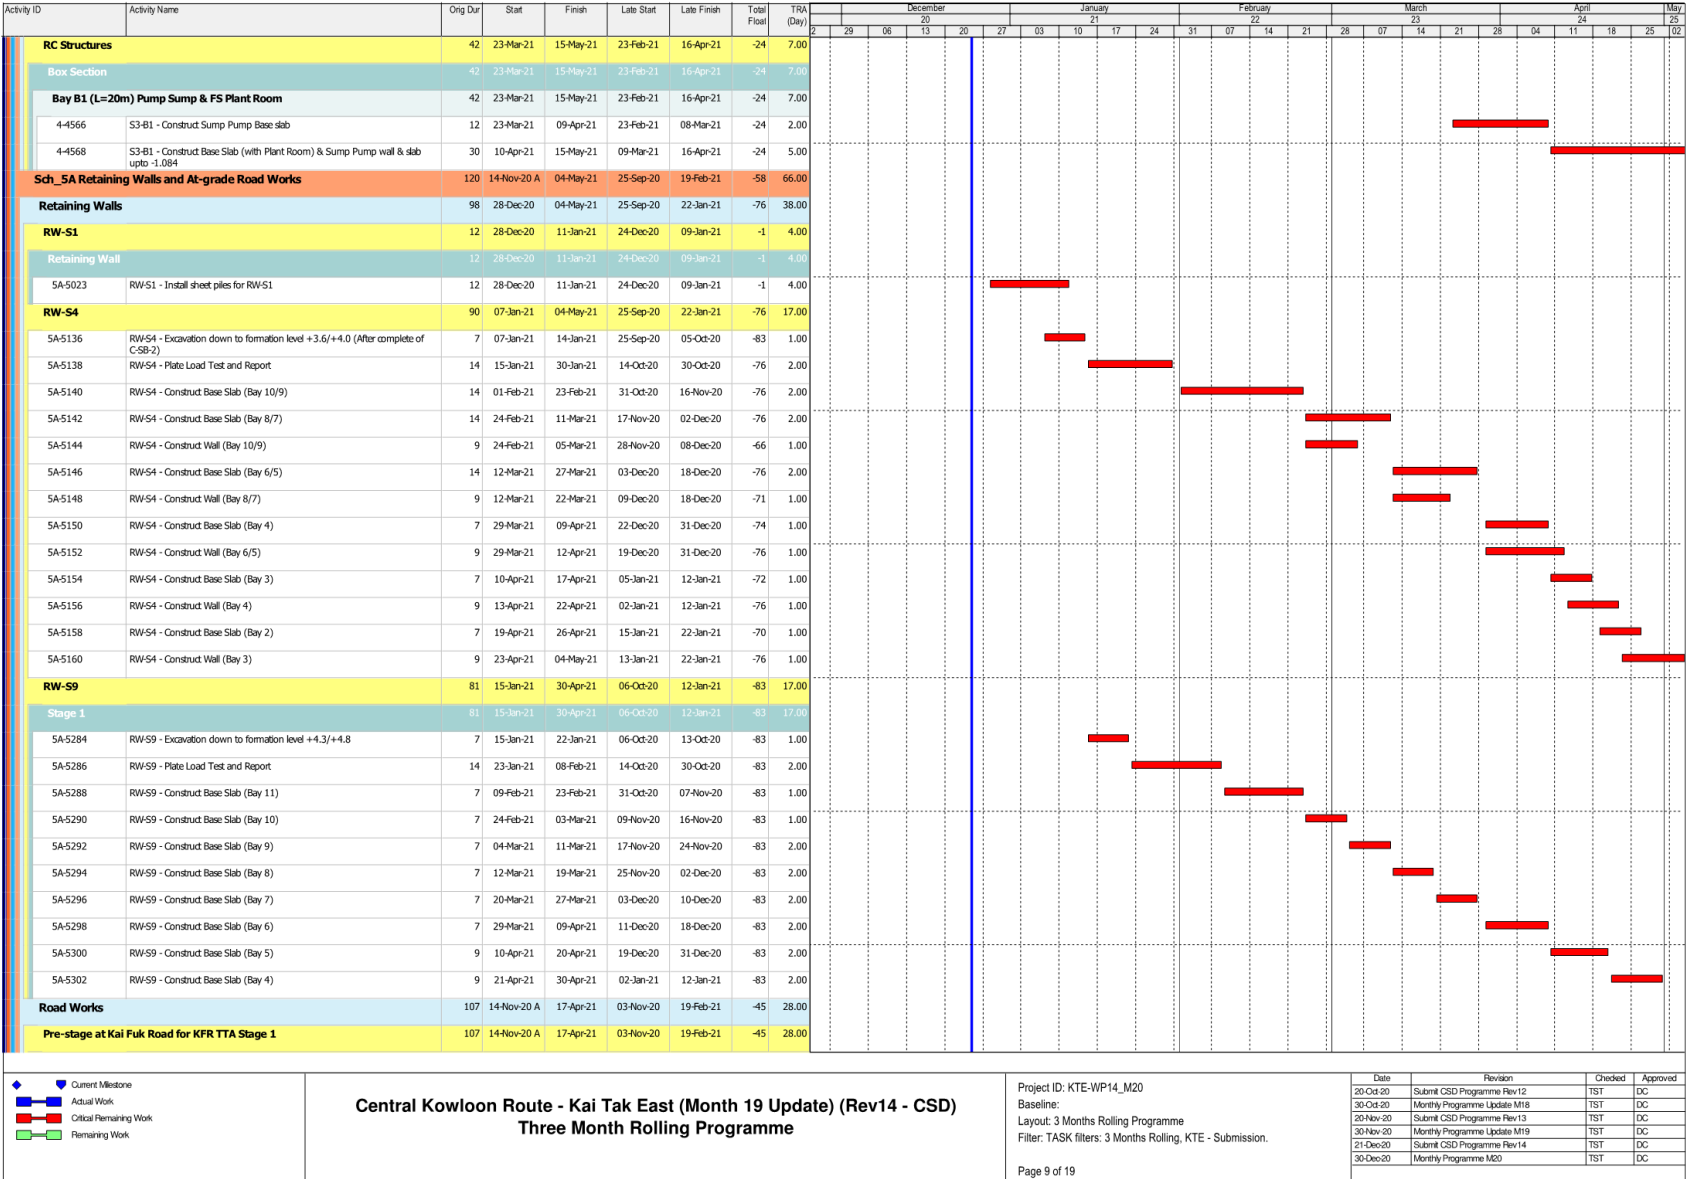 Activity ID Activity Name Orig Dur Start Finish Late Start Late Finish Total Float TRA (Day)
December January February March April May
20 21 22 23 24 25
2 29 06 13 20 27 03 10 17 24 31 07 14 21 28 07 14 21 28 04 11 18 25 02
RC Structures 42 23-Mar-21 15-May-21 23-Feb-21 16-Apr-21 -24 7.00
Box Section 42 23-Mar-21 15-May-21 23-Feb-21 16-Apr-21 -24 7.00
Bay B1 (L=20m) Pump Sump & FS Plant Room 42 23-Mar-21 15-May-21 23-Feb-21 16-Apr-21 -24 7.00
4-4566 S3-B1 - Construct Sump Pump Base slab 12 23-Mar-21 09-Apr-21 23-Feb-21 08-Mar-21 -24 2.00
4-4568 S3-B1 - Construct Base Slab (with Plant Room) & Sump Pump wall & slab 30 10-Apr-21 15-May-21 09-Mar-21 16-Apr-21 -24 5.00
upto -1.084
Sch_5A Retaining Walls and At-grade Road Works 120 14-Nov-20 A 04-May-21 25-Sep-20 19-Feb-21 -58 66.00
Retaining Walls 98 28-Dec-20 04-May-21 25-Sep-20 22-Jan-21 -76 38.00
RW-S1 12 28-Dec-20 11-Jan-21 24-Dec-20 09-Jan-21 -1 4.00
Retaining Wall 12 28-Dec-20 11-Jan-21 24-Dec-20 09-Jan-21 -1 4.00
5A-5023 RW-S1 - Install sheet piles for RW-S1 12 28-Dec-20 11-Jan-21 24-Dec-20 09-Jan-21 -1 4.00
RW-S4 90 07-Jan-21 04-May-21 25-Sep-20 22-Jan-21 -76 17.00
5A-5136 RW-S4 - Excavation down to formation level +3.6/+4.0 (After complete of 7 07-Jan-21 14-Jan-21 25-Sep-20 05-Oct-20 -83 1.00
C-SB-2)
5A-5138 RW-S4 - Plate Load Test and Report 14 15-Jan-21 30-Jan-21 14-Oct-20 30-Oct-20 -76 2.00
5A-5140 RW-S4 - Construct Base Slab (Bay 10/9) 14 01-Feb-21 23-Feb-21 31-Oct-20 16-Nov-20 -76 2.00
5A-5142 RW-S4 - Construct Base Slab (Bay 8/7) 14 24-Feb-21 11-Mar-21 17-Nov-20 02-Dec-20 -76 2.00
5A-5144 RW-S4 - Construct Wall (Bay 10/9) 9 24-Feb-21 05-Mar-21 28-Nov-20 08-Dec-20 -66 1.00
5A-5146 RW-S4 - Construct Base Slab (Bay 6/5) 14 12-Mar-21 27-Mar-21 03-Dec-20 18-Dec-20 -76 2.00
5A-5148 RW-S4 - Construct Wall (Bay 8/7) 9 12-Mar-21 22-Mar-21 09-Dec-20 18-Dec-20 -71 1.00
5A-5150 RW-S4 - Construct Base Slab (Bay 4) 7 29-Mar-21 09-Apr-21 22-Dec-20 31-Dec-20 -74 1.00
5A-5152 RW-S4 - Construct Wall (Bay 6/5) 9 29-Mar-21 12-Apr-21 19-Dec-20 31-Dec-20 -76 1.00
5A-5154 RW-S4 - Construct Base Slab (Bay 3) 7 10-Apr-21 17-Apr-21 05-Jan-21 12-Jan-21 -72 1.00
5A-5156 RW-S4 - Construct Wall (Bay 4) 9 13-Apr-21 22-Apr-21 02-Jan-21 12-Jan-21 -76 1.00
5A-5158 RW-S4 - Construct Base Slab (Bay 2) 7 19-Apr-21 26-Apr-21 15-Jan-21 22-Jan-21 -70 1.00
5A-5160 RW-S4 - Construct Wall (Bay 3) 9 23-Apr-21 04-May-21 13-Jan-21 22-Jan-21 -76 1.00
RW-S9 81 15-Jan-21 30-Apr-21 06-Oct-20 12-Jan-21 -83 17.00
Stage 1 81 15-Jan-21 30-Apr-21 06-Oct-20 12-Jan-21 -83 17.00
5A-5284 RW-S9 - Excavation down to formation level +4.3/+4.8 7 15-Jan-21 22-Jan-21 06-Oct-20 13-Oct-20 -83 1.00
5A-5286 RW-S9 - Plate Load Test and Report 14 23-Jan-21 08-Feb-21 14-Oct-20 30-Oct-20 -83 2.00
5A-5288 RW-S9 - Construct Base Slab (Bay 11) 7 09-Feb-21 23-Feb-21 31-Oct-20 07-Nov-20 -83 1.00
5A-5290 RW-S9 - Construct Base Slab (Bay 10) 7 24-Feb-21 03-Mar-21 09-Nov-20 16-Nov-20 -83 1.00
5A-5292 RW-S9 - Construct Base Slab (Bay 9) 7 04-Mar-21 11-Mar-21 17-Nov-20 24-Nov-20 -83 2.00
5A-5294 RW-S9 - Construct Base Slab (Bay 8) 7 12-Mar-21 19-Mar-21 25-Nov-20 02-Dec-20 -83 2.00
5A-5296 RW-S9 - Construct Base Slab (Bay 7) 7 20-Mar-21 27-Mar-21 03-Dec-20 10-Dec-20 -83 2.00
5A-5298 RW-S9 - Construct Base Slab (Bay 6) 7 29-Mar-21 09-Apr-21 11-Dec-20 18-Dec-20 -83 2.00
5A-5300 RW-S9 - Construct Base Slab (Bay 5) 9 10-Apr-21 20-Apr-21 19-Dec-20 31-Dec-20 -83 2.00
5A-5302 RW-S9 - Construct Base Slab (Bay 4) 9 21-Apr-21 30-Apr-21 02-Jan-21 12-Jan-21 -83 2.00
Road Works 107 14-Nov-20 A 17-Apr-21 03-Nov-20 19-Feb-21 -45 28.00
Pre-stage at Kai Fuk Road for KFR TTA Stage 1 107 14-Nov-20 A 17-Apr-21 03-Nov-20 19-Feb-21 -45 28.00
Current Milestone
Actual Work
Critical Remaining Work
Remaining Work
Central Kowloon Route - Kai Tak East (Month 19 Update) (Rev14 - CSD)
Three Month Rolling Programme
Project ID: KTE-WP14_M20
Baseline:
Layout: 3 Months Rolling Programme
Filter: TASK filters: 3 Months Rolling, KTE - Submission.
Page 9 of 19
Date Revision Checked Approved
20-Oct-20 Submit CSD Programme Rev12 TST DC
30-Oct-20 Monthly Programme Update M18 TST DC
20-Nov-20 Submit CSD Programme Rev13 TST DC
30-Nov-20 Monthly Programme Update M19 TST DC
21-Dec-20 Submit CSD Programme Rev14 TST DC
30-Dec-20 Monthly Programme M20 TST DC